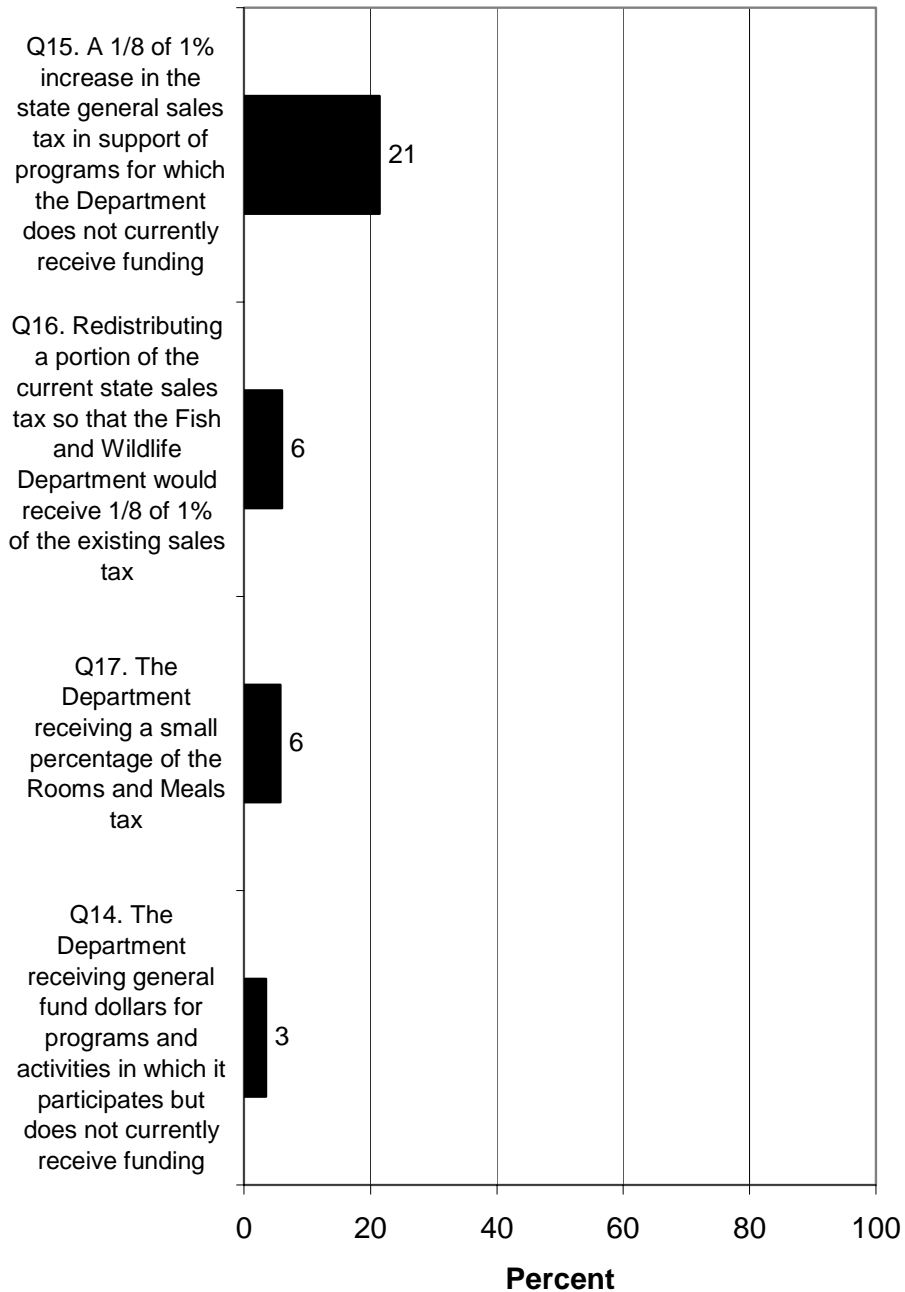 Q15. A 1/8 of 1%
increase in the
state general sales
tax in support of
programs for which
the Department
does not currently
receive funding
21
Q16. Redistributing
a portion of the
current state sales
tax so that the Fish
and Wildlife
Department would
receive 1/8 of 1%
of the existing sales
tax
6
Q17. The
Department
receiving a small
percentage of the
Rooms and Meals
tax
6
Q14. The
Department
receiving general
fund dollars for
programs and
activities in which it
participates but
does not currently
receive funding
3
0 20 40 60 80 100
Percent